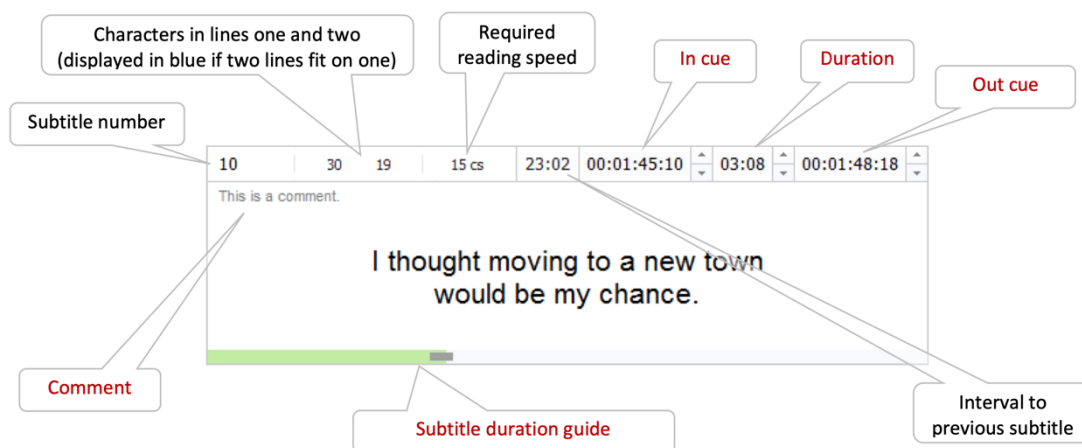 Characters in lines one and two
(displayed in blue if two lines fit on one)
Required
reading speed
In cue
Duration
Out cue
Subtitle number
10 30 19 15 cs 23:02 00:01:45:10 03:08 00:01:48:18
This is a comment.
I thought moving to a new town
would be my chance.
Comment
Subtitle duration guide
Interval to
previous subtitle